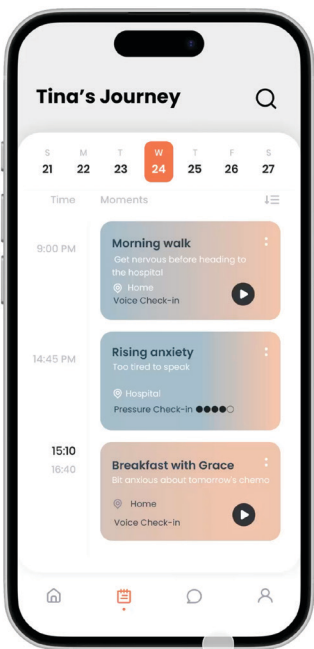 Tina's Journey
S M T W T F S
21 22 23 24 25 26 27
Time Moments
9:00 PM
Morning walk
Get nervous before heading to
the hospital
Home
Voice Check-in
14:45 PM
Rising anxiety
Too tired to speak
Hospital
Pressure Check-in
15:10
16:40
Breakfast with Grace
Bit anxious about tomorrow's chemo
Home
Voice Check-in